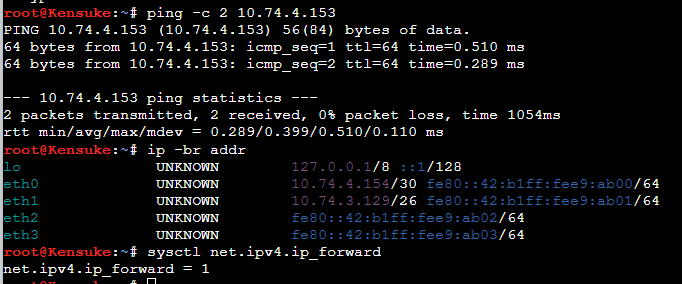 root@Kensuke:~# ping -c 2 10.74.4.153
PING 10.74.4.153 (10.74.4.153) 56(84) bytes of data.
64 bytes from 10.74.4.153: icmp_seq=1 ttl=64 time=0.510 ms
64 bytes from 10.74.4.153: icmp_seq=2 ttl=64 time=0.289 ms
--- 10.74.4.153 ping statistics ---
2 packets transmitted, 2 received, 0% packet loss, time 1054ms
rtt min/avg/max/mdev = 0.289/0.399/0.510/0.110 ms
root@Kensuke:~# ip -br addr
lo UNKNOWN 127.0.0.1/8 ::1/128
eth0 UNKNOWN 10.74.4.154/30 fe80::42:b1ff:fee9:ab00/64
eth1 UNKNOWN 10.74.3.129/26 fe80::42:b1ff:fee9:ab01/64
eth2 UNKNOWN fe80::42:b1ff:fee9:ab02/64
eth3 UNKNOWN fe80::42:b1ff:fee9:ab03/64
root@Kensuke:~# sysctl net.ipv4.ip_forward
net.ipv4.ip_forward = 1